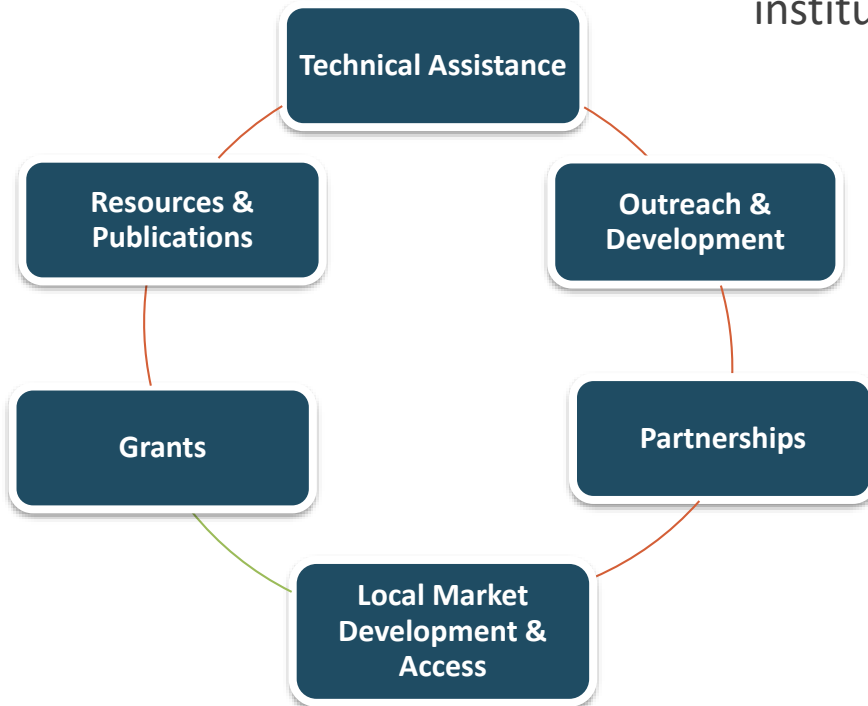 Technical Assistance
Resources &
Publications
Outreach &
Development
Grants
Partnerships
Local Market
Development &
Access